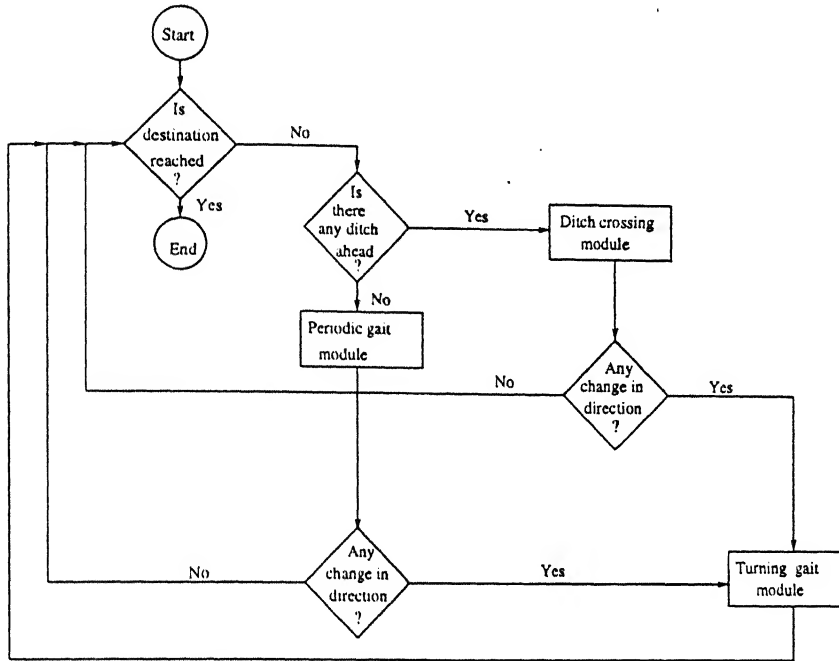 Start
Is
destination
reached
?
No
Yes
End
Is
there
any ditch
ahead
?
Yes
Ditch crossing
module
No
Periodic gait
module
Any
change in
direction
?
No
Yes
Any
change in
direction
?
No
Yes
Turning gait
module